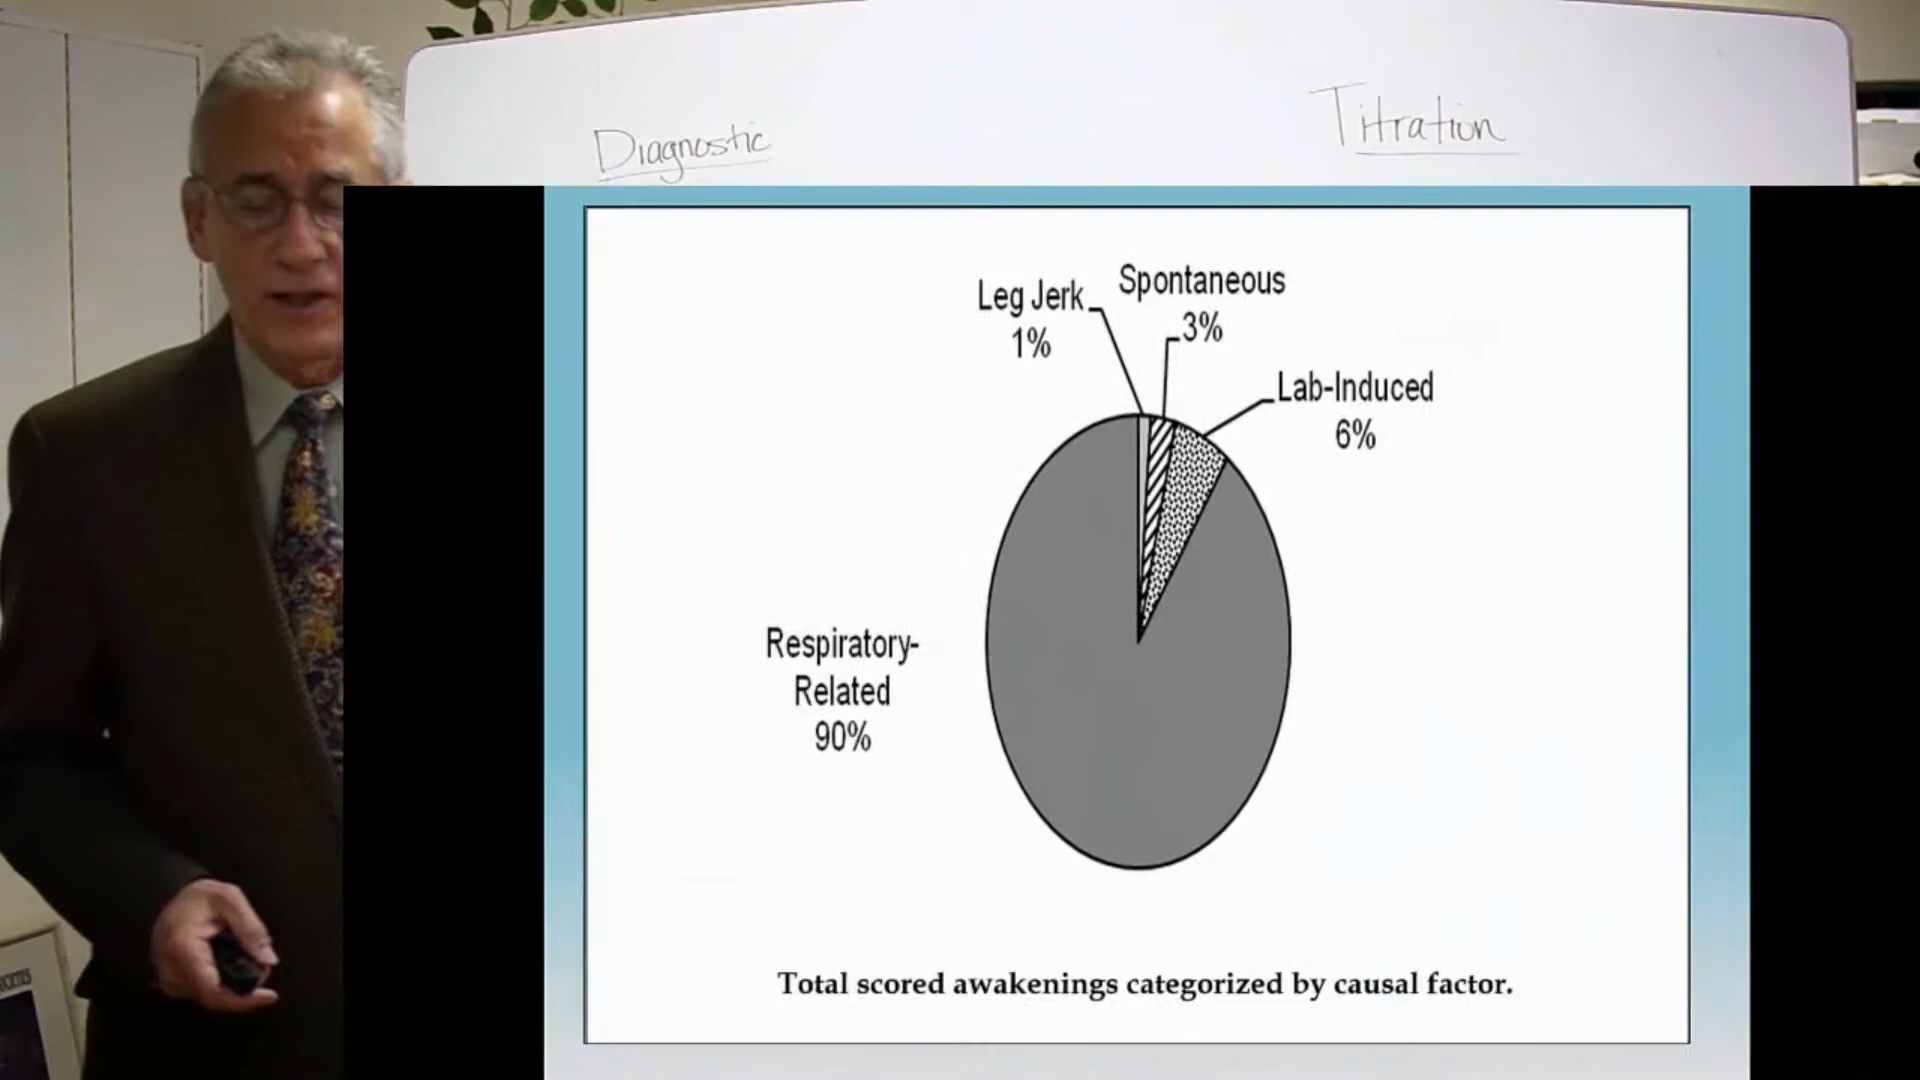 Diagnostic
Titration
Leg Jerk
1%
Spontaneous
3%
Lab-Induced
6%
Respiratory-
Related
90%
Total scored awakenings categorized by causal factor.